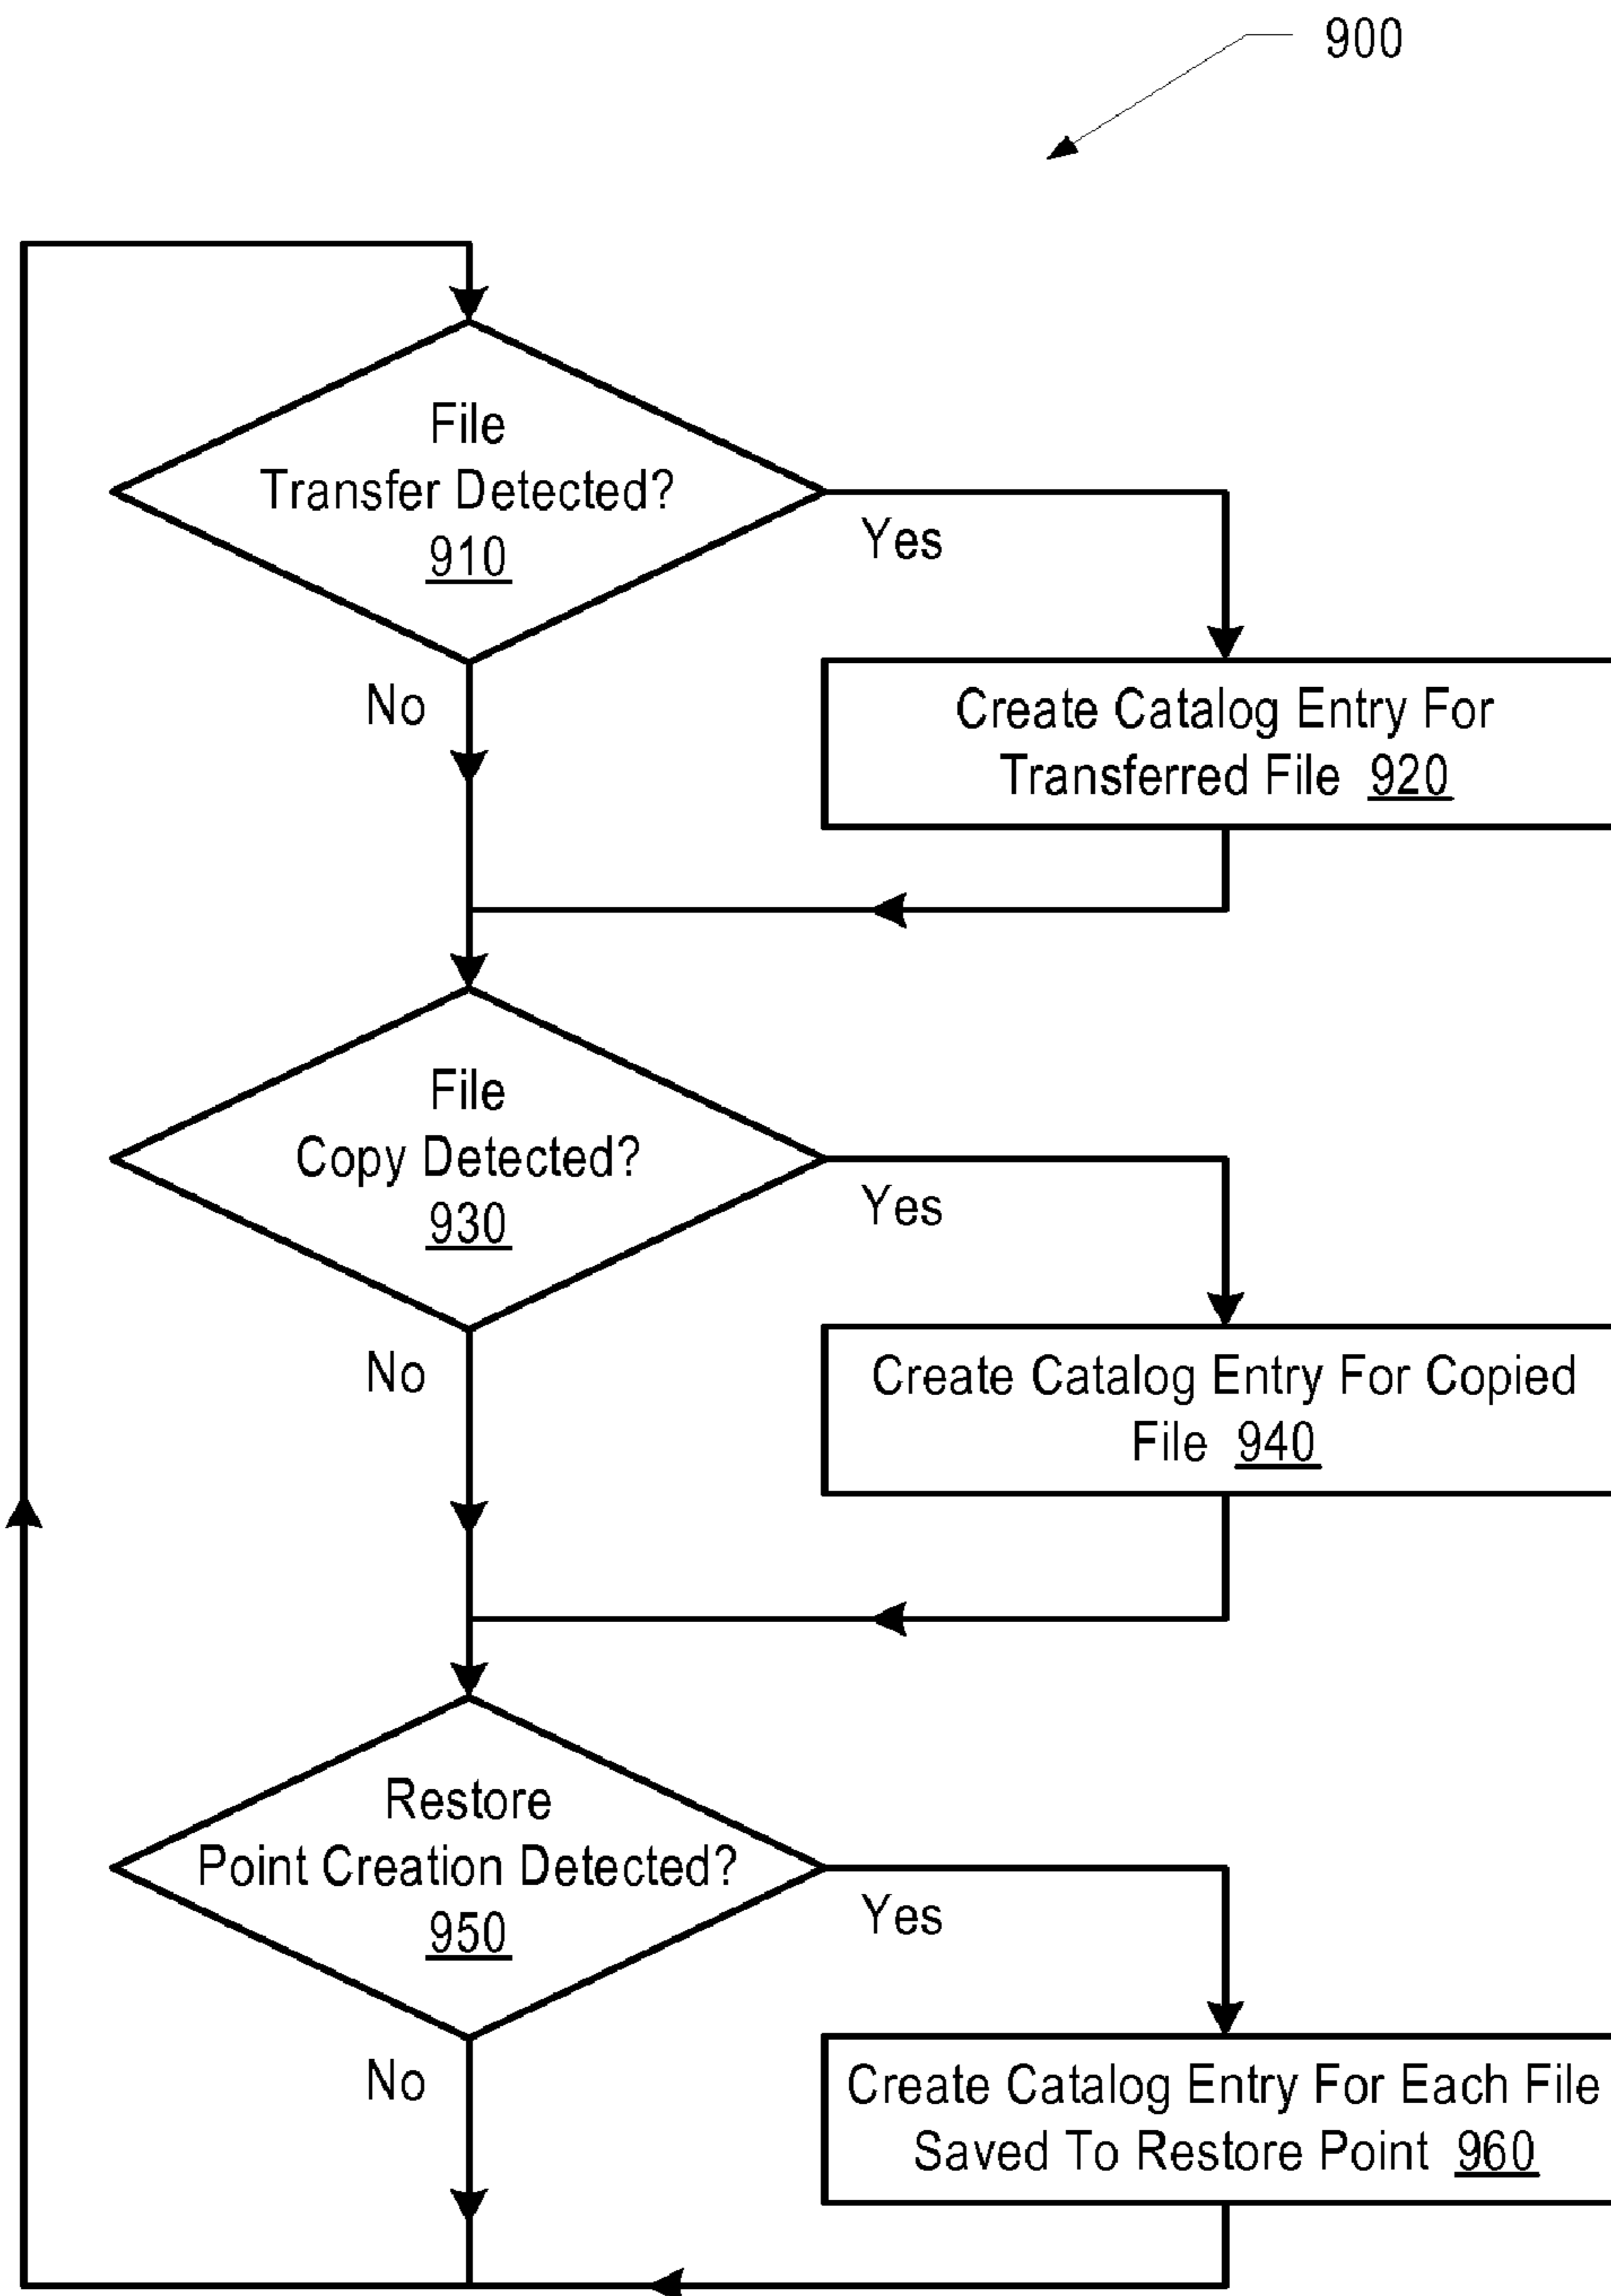 900
File
Transfer Detected?
910
Yes
No
Create Catalog Entry For
Transferred File 920
File
Copy Detected?
930
Yes
No
Create Catalog Entry For Copied
File 940
Restore
Point Creation Detected?
950
Yes
No
Create Catalog Entry For Each File
Saved To Restore Point 960